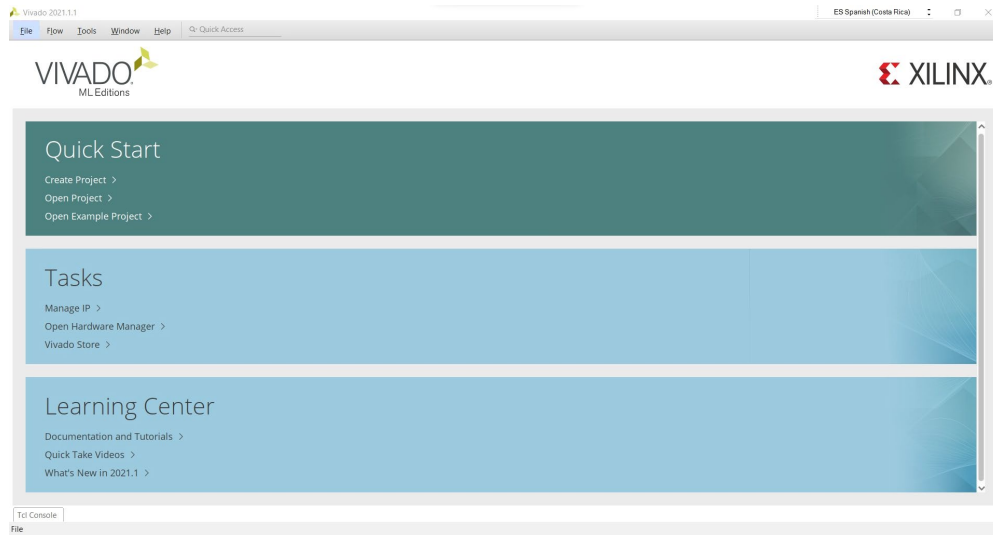 Vivado 2021.1.1
ES Spanish (Costa Rica)
File Flow Tools Window Help Quick Access
VIVADO.
ML Editions
XILINX®
Quick Start
Create Project >
Open Project >
Open Example Project >
Tasks
Manage IP >
Open Hardware Manager >
Vivado Store >
Learning Center
Documentation and Tutorials >
Quick Take Videos >
What's New in 2021.1 >
Tcl Console
File